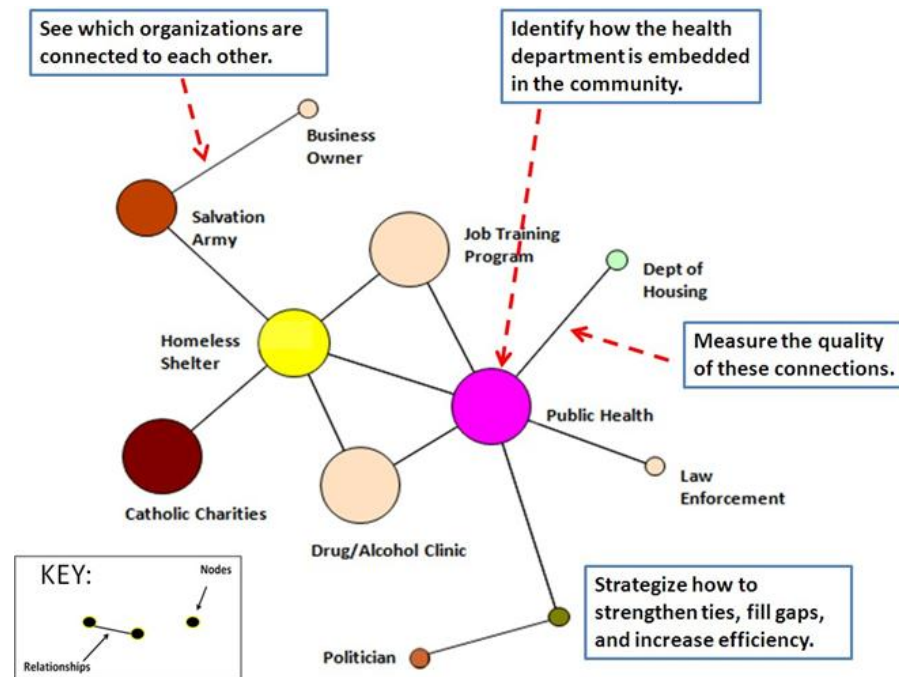 See which organizations are
connected to each other.
Identify how the health
department is embedded
in the community.
Business
Owner
Salvation
Army
Job Training
Program
Dept of
Housing
Homeless
Shelter
Measure the quality
of these connections.
Public Health
Law
Enforcement
Catholic Charities
Drug/Alcohol Clinic
KEY:
Nodes
Relationships
Strategize how to
strengthen ties, fill gaps,
and increase efficiency.
Politician